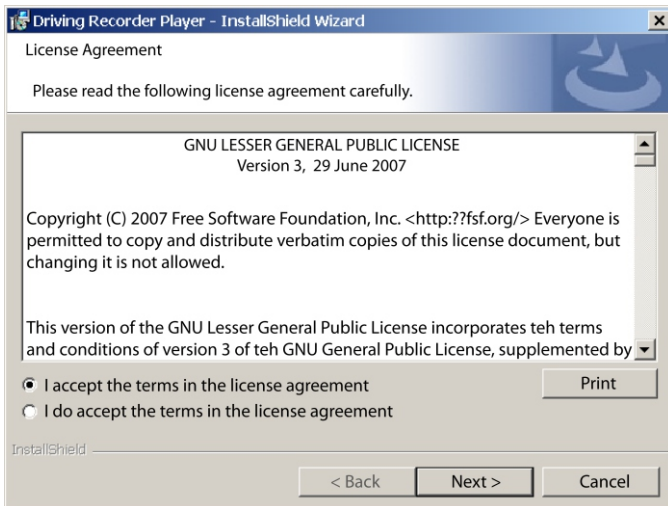 Driving Recorder Player - InstallShield Wizard
License Agreement
Please read the following license agreement carefully.
GNU LESSER GENERAL PUBLIC LICENSE
Version 3, 29 June 2007
Copyright (C) 2007 Free Software Foundation, Inc. <http:??fsf.org/> Everyone is
permitted to copy and distribute verbatim copies of this license document, but
changing it is not allowed.
This version of the GNU Lesser General Public License incorporates teh terms
and conditions of version 3 of teh GNU General Public License, supplemented by
I accept the terms in the license agreement
Print
I do accept the terms in the license agreement
InstallShield
< Back Next > Cancel